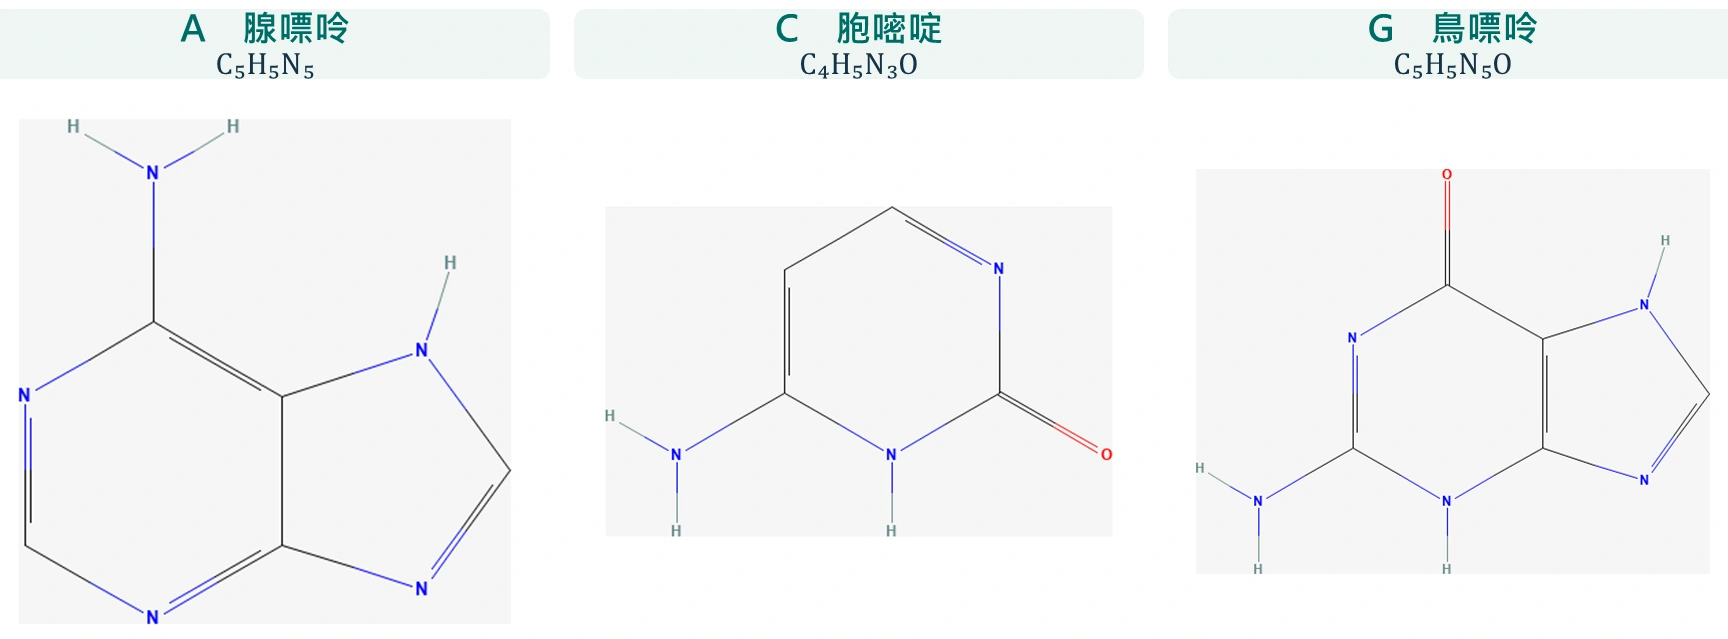 A 腺嘌呤
C₅H₅N₅
C 胞嘧啶
C₄H₅N₃O
G 鳥嘌呤
C₅H₅N₅O
H H
N
H
N
N
N
N
N
H
N
H
N
H
O
O
H
N
N
H
N
H
N
H
N